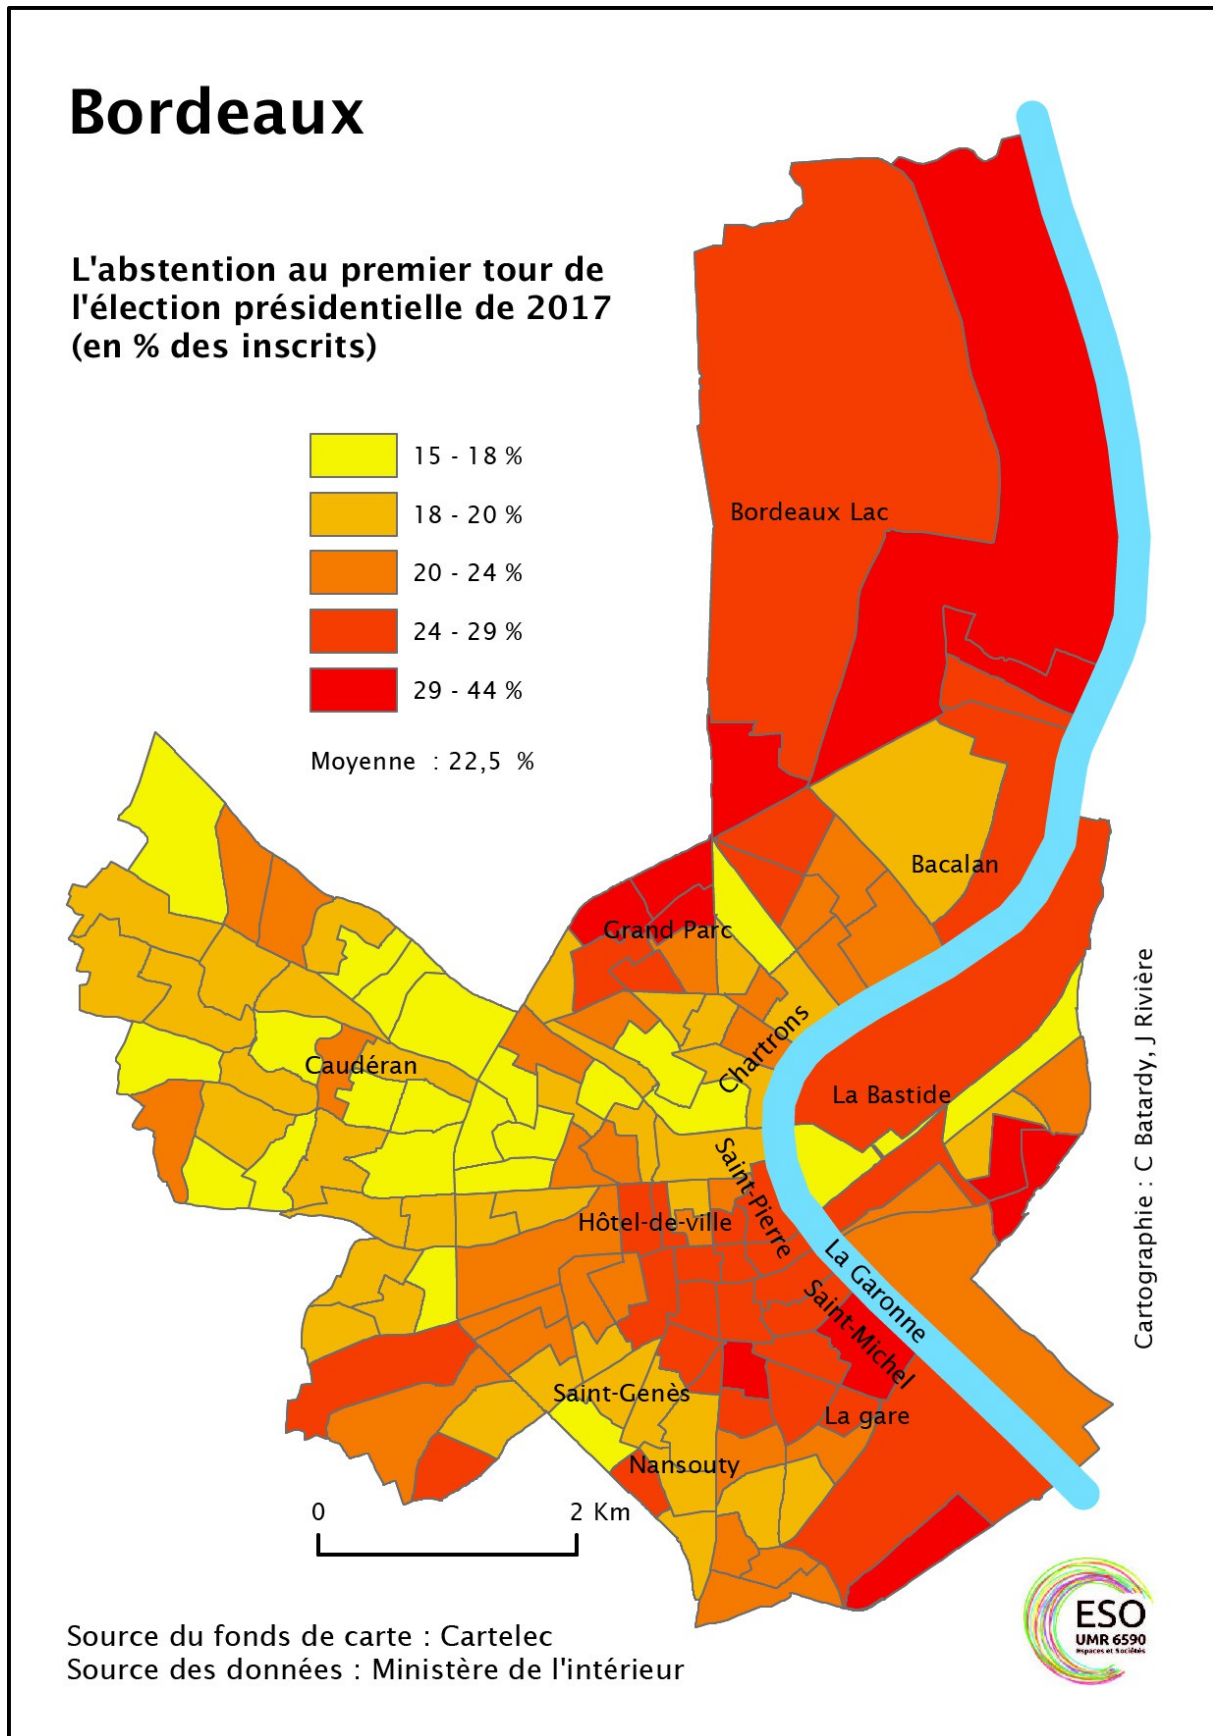 Bordeaux
L'abstention au premier tour de
l'élection présidentielle de 2017
(en % des inscrits)
15 - 18 %
18 - 20 %
20 - 24 %
24 - 29 %
29 - 44 %
Moyenne : 22,5 %
Bordeaux Lac
Bacalan
Grand Parc
Chartrons
Caudéran
La Bastide
Saint-Pierre
Hôtel-de-ville
La Garonne
Saint-Michel
Saint-Genès
La gare
Nansouty
0
2 Km
Cartographie : C Batardy, J Rivière
Source du fonds de carte : Cartelec
Source des données : Ministère de l'intérieur
ESO
UMR 6590
Espaces et Sociétés